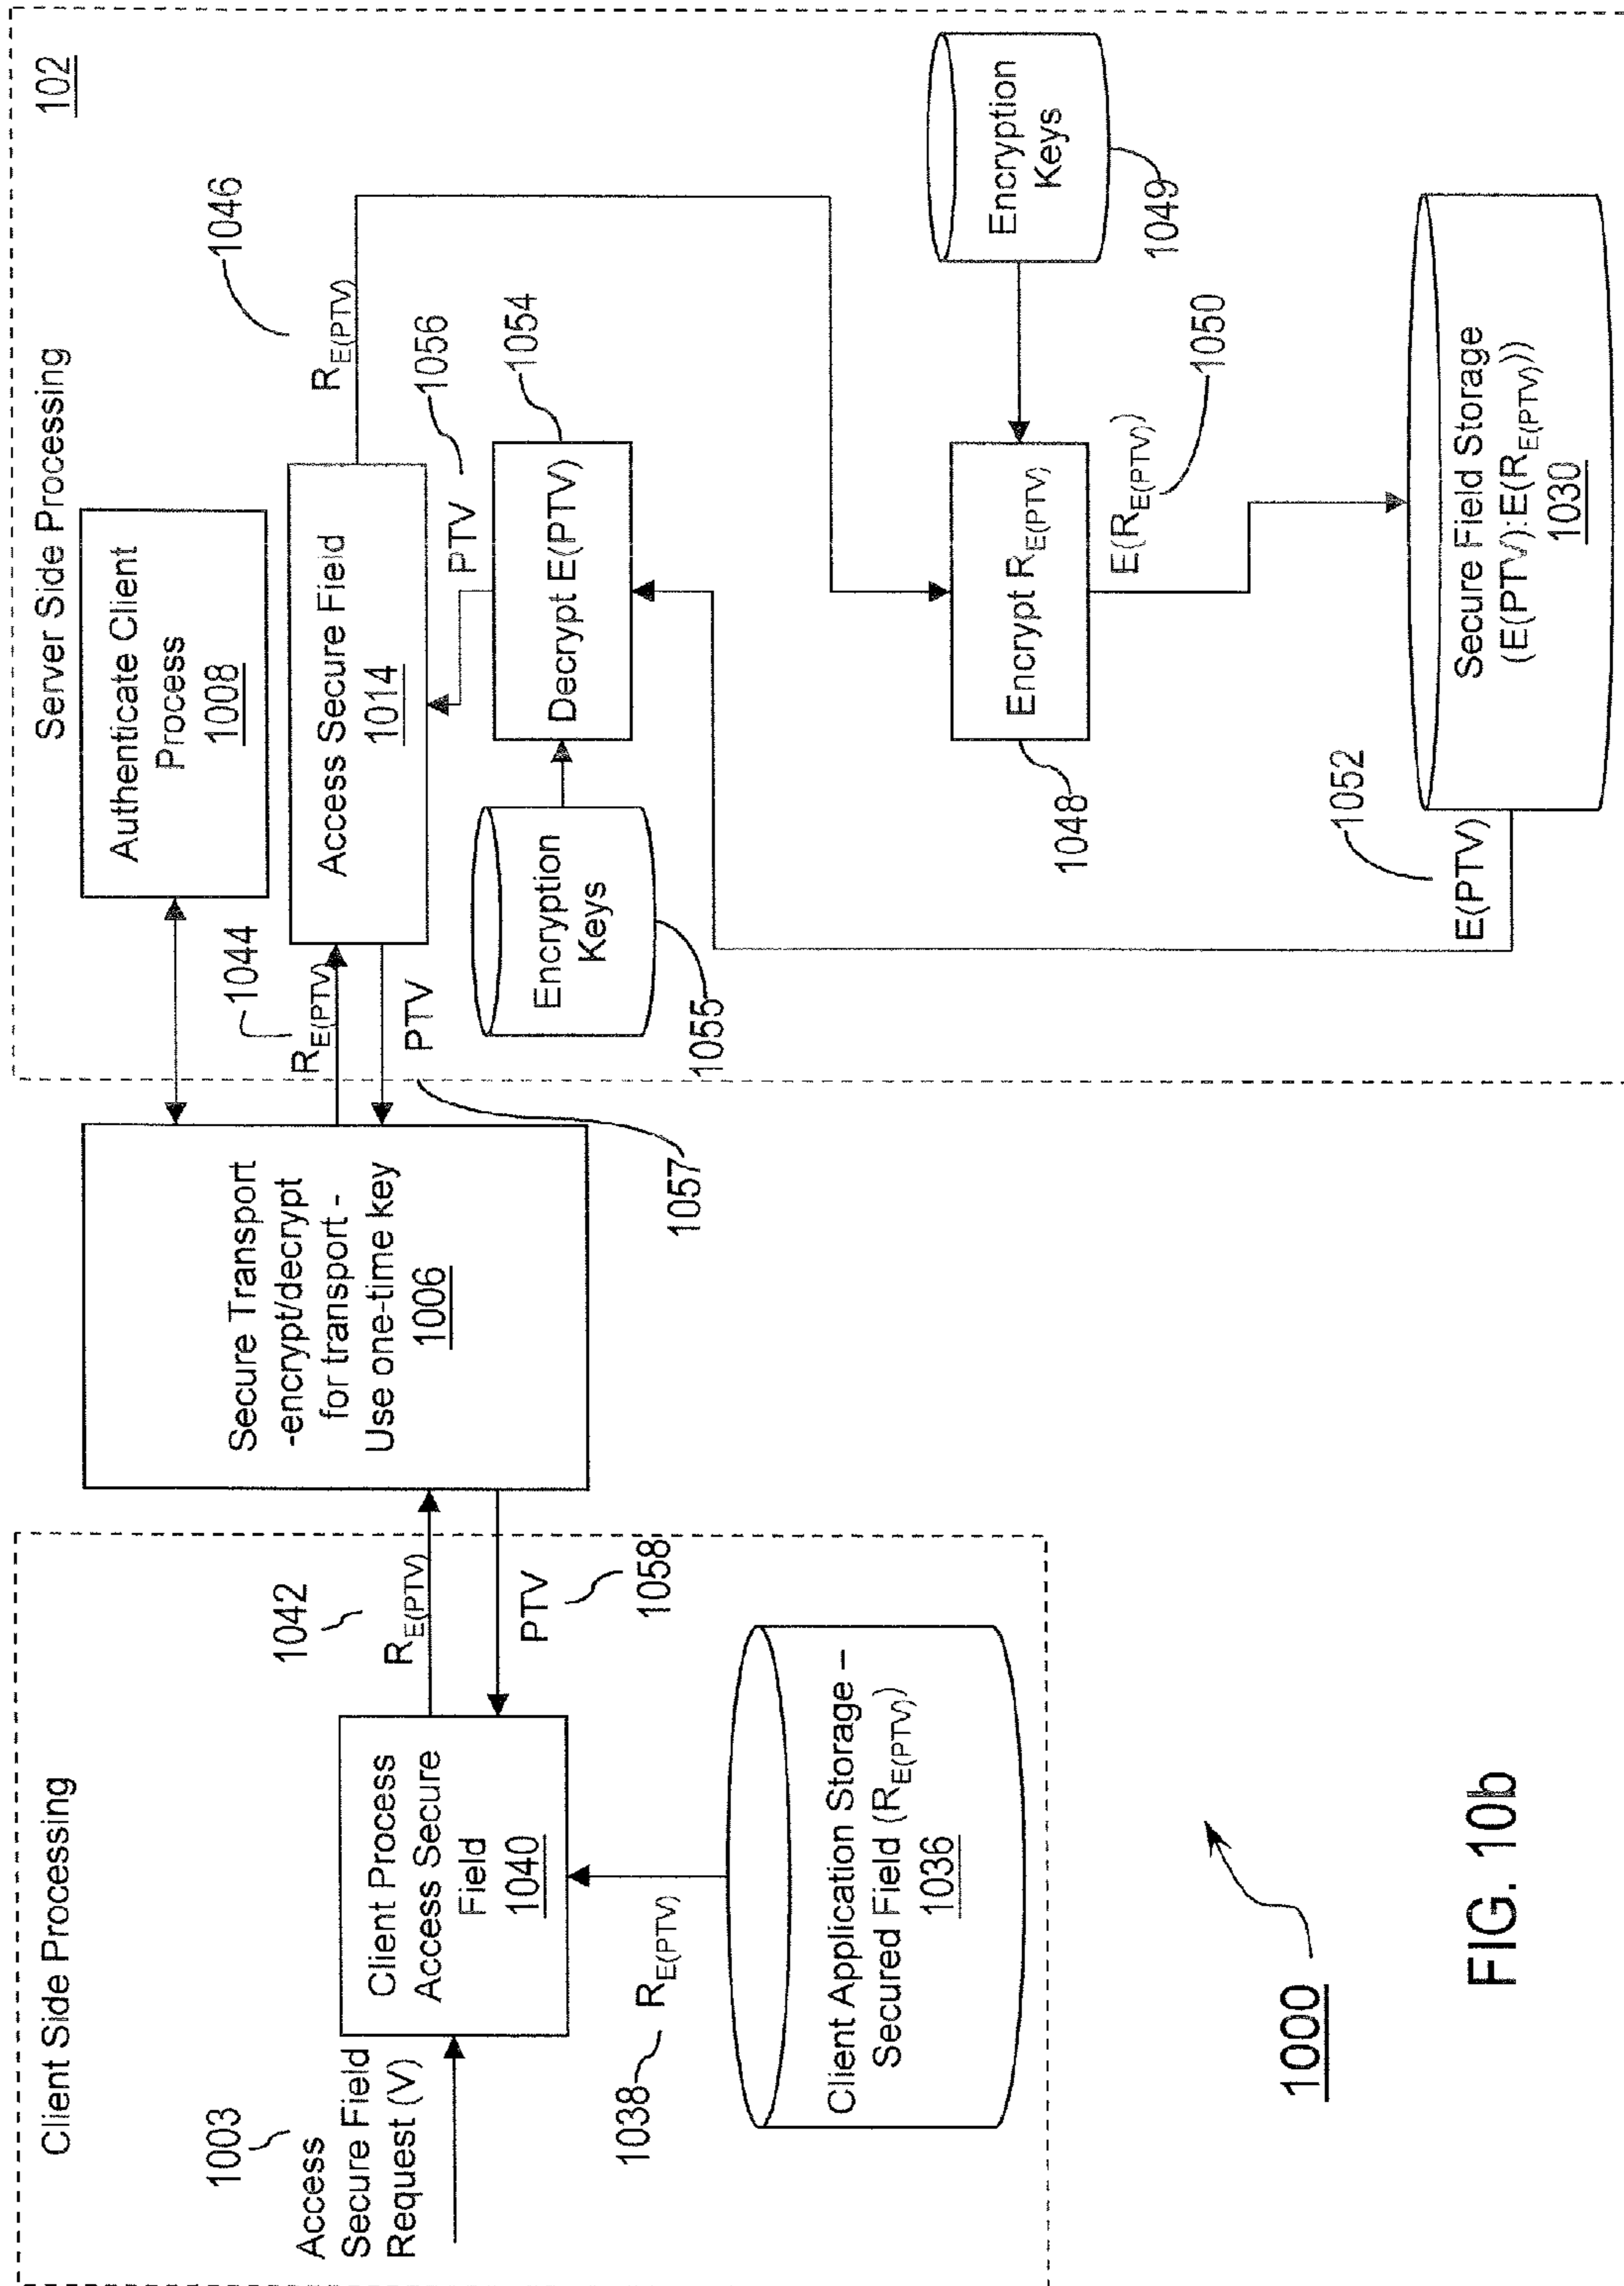 Client Side Processing
1003
Access
Secure Field
Request (V)
Client Process
Access Secure
Field
1040
1038
R_E(PTV)
Client Application Storage –
Secured Field (R_E(PTV))
1036
1042
R_E(PTV)
PTV
1058
Secure Transport
-encrypt/decrypt
for transport -
Use one-time key
1006
1057
Server Side Processing
102
Authenticate Client
Process
1008
1044
R_E(PTV)
PTV
Access Secure Field
1014
R_E(PTV)
1046
PTV
1056
Decrypt E(PTV)
1054
Encryption
Keys
1055
Encryption
Keys
1049
Encrypt R_E(PTV)
1048
E(R_E(PTV))
1050
1052
E(PTV)
Secure Field Storage
(E(PTV):E(R_E(PTV)))
1030
1000
FIG. 10b